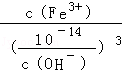 c (Fe³⁺)
(10⁻¹⁴
c (OH⁻) ) ³